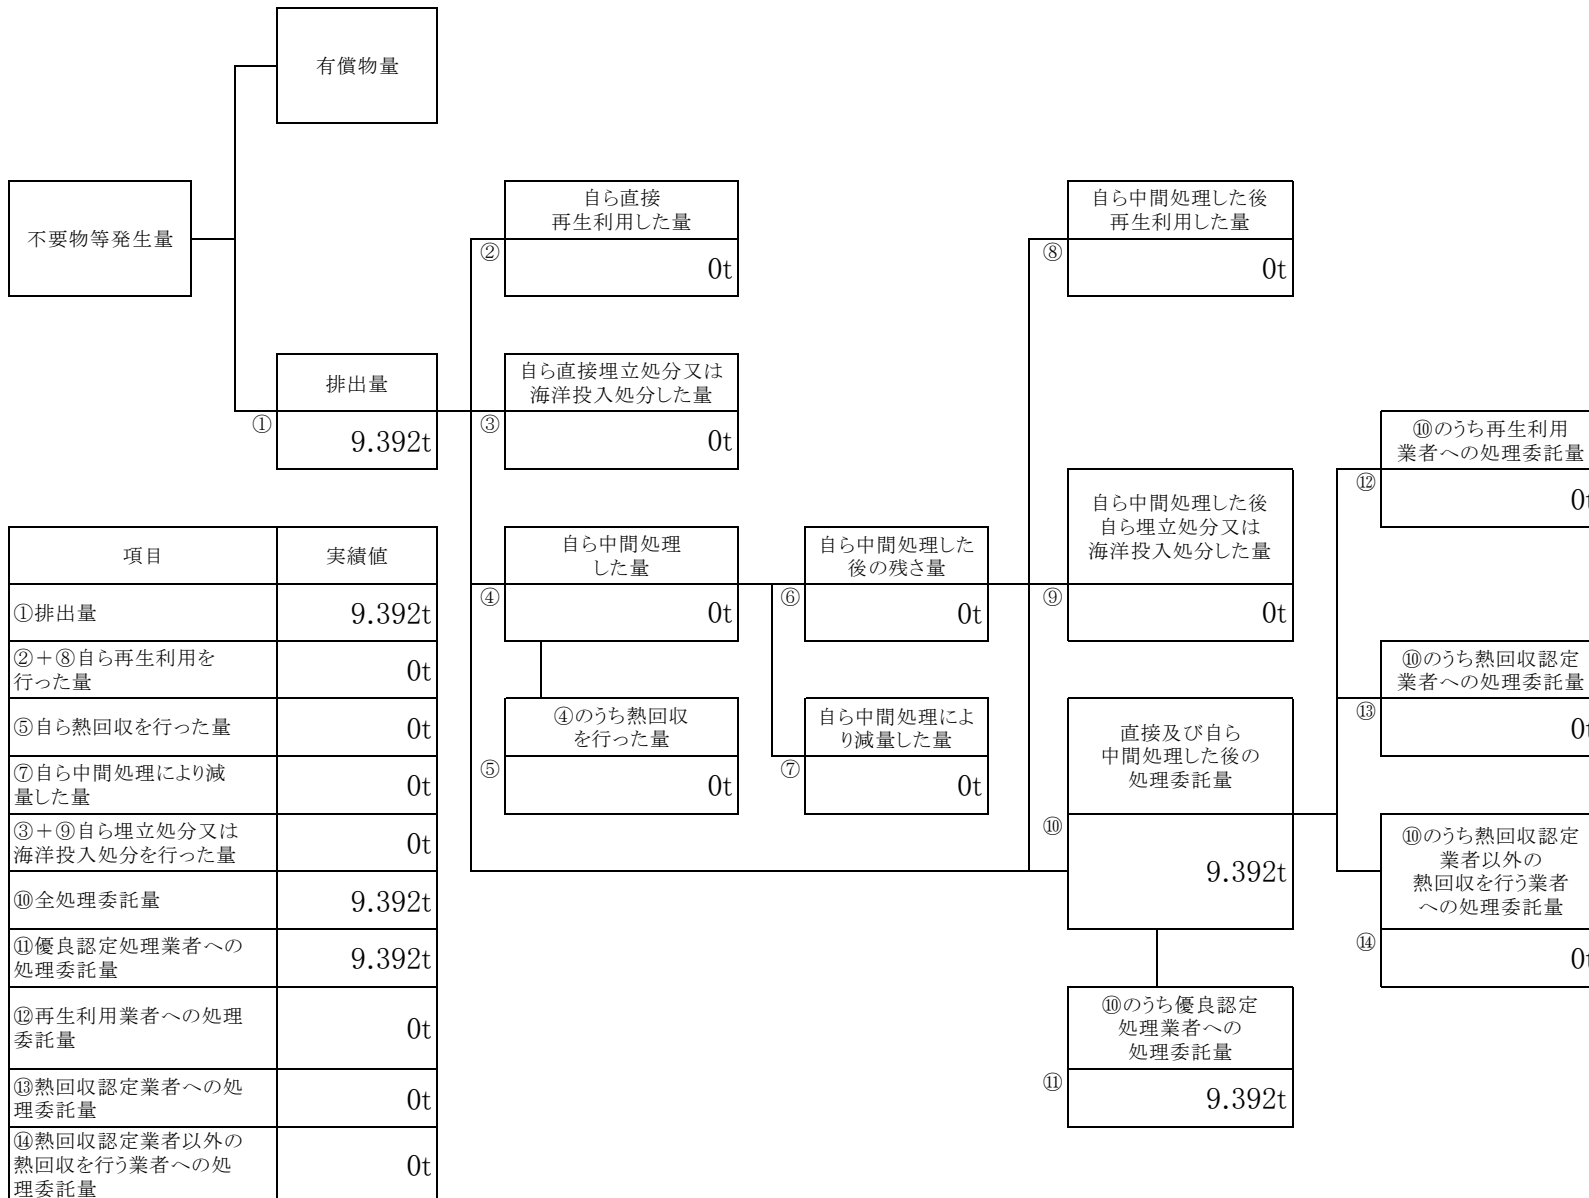 有償物量
不要物等発生量
排出量
①
9.392t
自ら直接
再生利用した量
②
0t
自ら直接埋立処分又は
海洋投入処分した量
③
0t
自ら中間処理
した量
④
0t
④のうち熱回収
を行った量
⑤
0t
自ら中間処理した
後の残さ量
⑥
0t
自ら中間処理によ
り減量した量
⑦
0t
自ら中間処理した後
再生利用した量
⑧
0t
自ら中間処理した後
自ら埋立処分又は
海洋投入処分した量
⑨
0t
直接及び自ら
中間処理した後の
処理委託量
⑩
9.392t
⑩のうち優良認定
処理業者への
処理委託量
⑪
9.392t
⑩のうち再生利用
業者への処理委託量
⑫
0t
⑩のうち熱回収認定
業者への処理委託量
⑬
0t
⑩のうち熱回収認定
業者以外の
熱回収を行う業者
への処理委託量
⑭
0t
項目 実績値
①排出量 9.392t
②+⑧自ら再生利用を
行った量 0t
⑤自ら熱回収を行った量 0t
⑦自ら中間処理により減
量した量 0t
③+⑨自ら埋立処分又は
海洋投入処分を行った量 0t
⑩全処理委託量 9.392t
⑪優良認定処理業者への
処理委託量 9.392t
⑫再生利用業者への処理
委託量 0t
⑬熱回収認定業者への処
理委託量 0t
⑭熱回収認定業者以外の
熱回収を行う業者への処
理委託量 0t